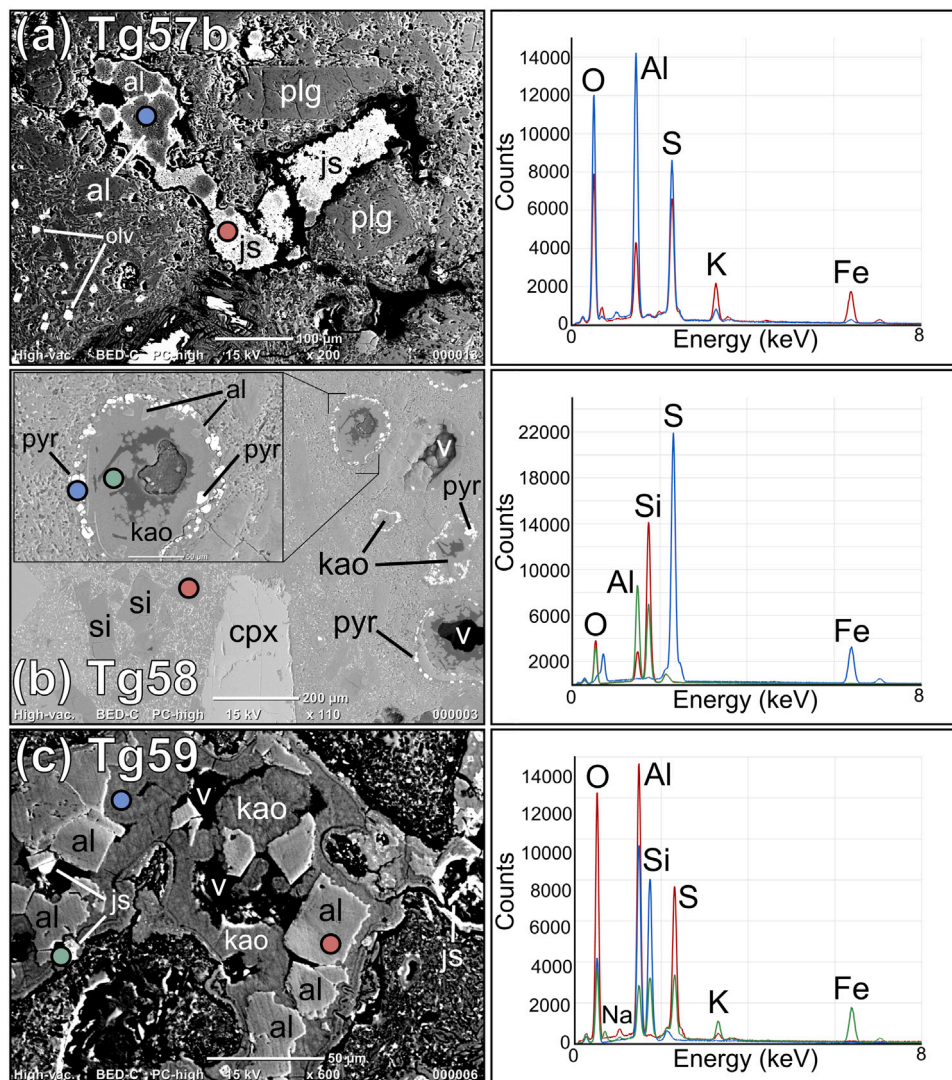 (a) Tg57b
al
plg
js
al
plg
olv
js
100 µm
High-vac. BED-C PC-high 15 kV x 200 000013
14000
12000
10000
8000
6000
4000
2000
0
Counts
O
Al
S
K
Fe
0
8
Energy (keV)
al
pyr
pyr
kao
50 µm
v
pyr
kao
si
si
cpx
pyr
v
(b) Tg58
200 µm
High-vac. BED-C PC-high 15 kV x 110 000003
22000
18000
14000
10000
6000
2000
Counts
S
Si
Al
O
Fe
0
8
Energy (keV)
(c) Tg59
v
kao
al
v
al
js
al
kao
js
al
al
50 µm
High-vac. BED-C PC-high 15 kV x 600 000006
14000
12000
10000
8000
6000
4000
2000
0
Counts
O
Al
Si
S
Na
K
Fe
0
8
Energy (keV)